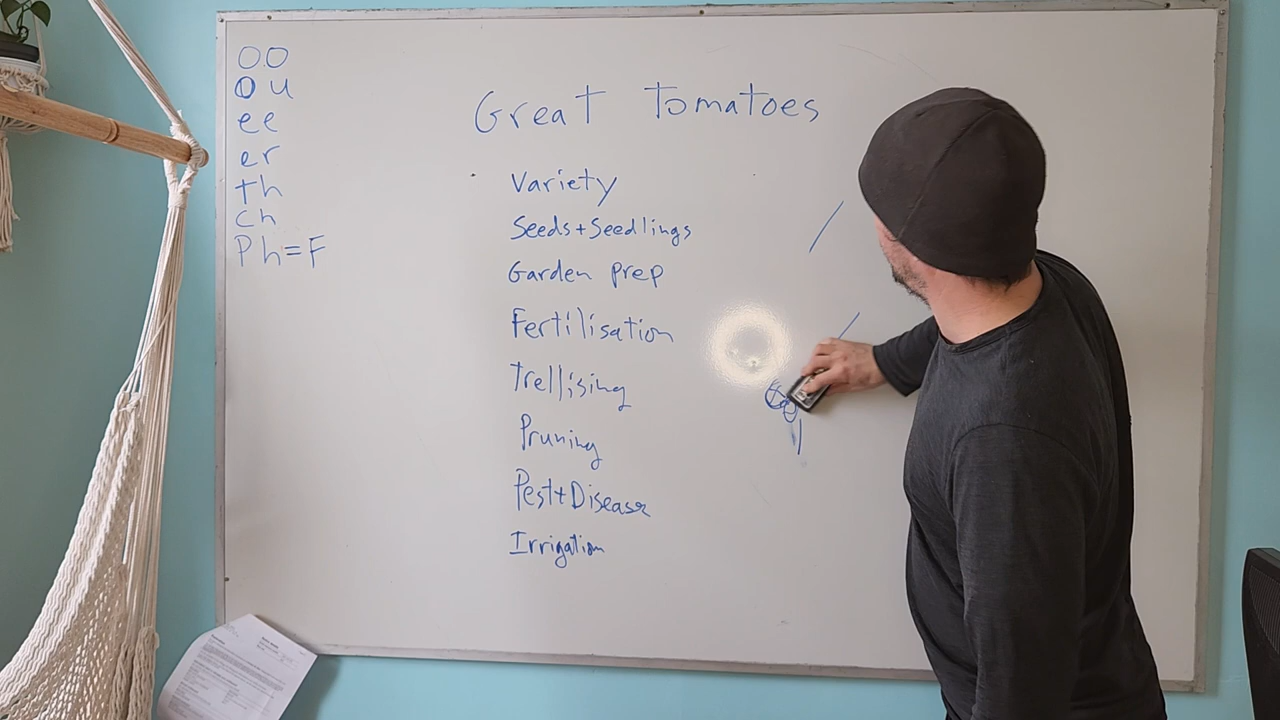 OO
Ou
ee
er
th
ch
Ph=F
Great Tomatoes
Variety
Seeds+Seedlings
Garden prep
Fertilisation
Trellising
Pruning
Pest+Disease
Irrigation